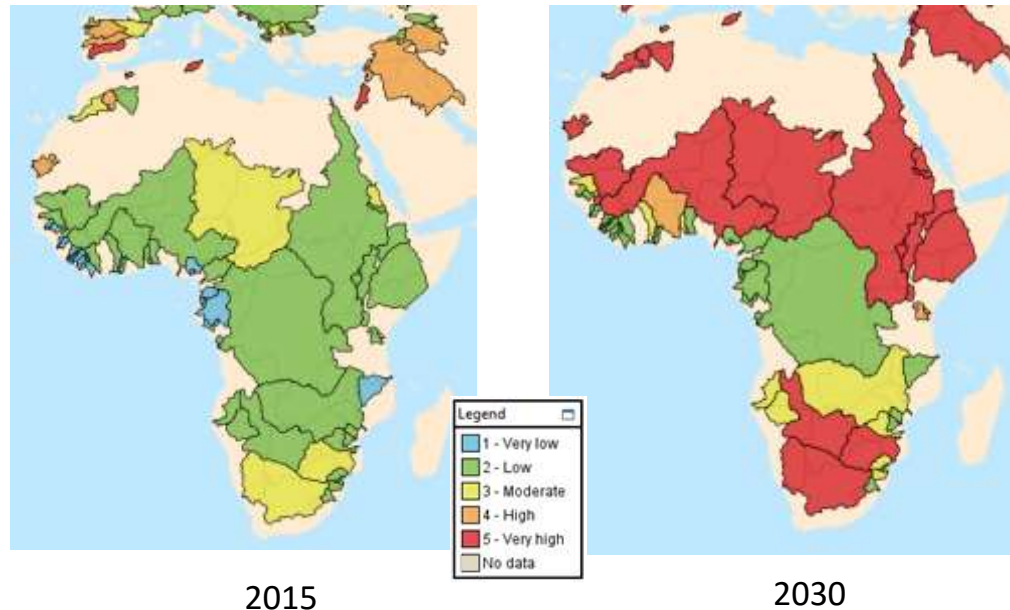 Legend
1 - Very low
2 - Low
3 - Moderate
4 - High
5 - Very high
No data
2015
2030